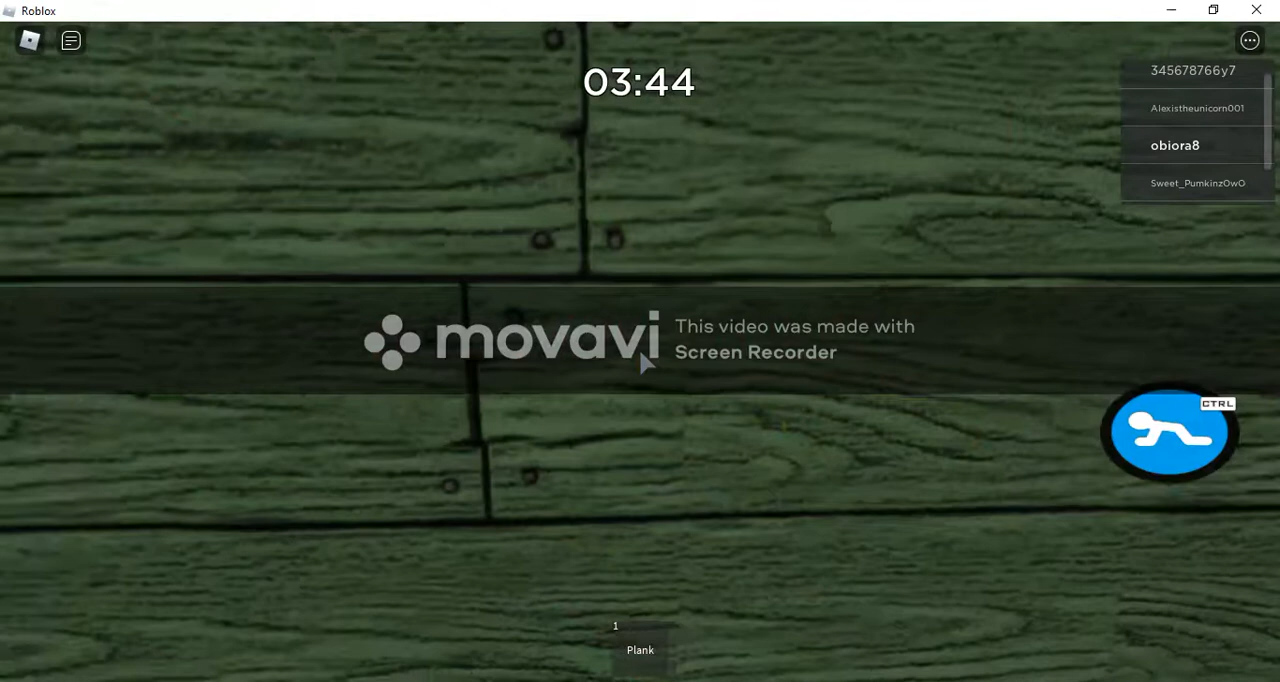 Roblox
03:44
345678766y7
Alexistheunicorn001
obiora8
Sweet_PumkinzOwO
movavi
This video was made with
Screen Recorder
CTRL
1
Plank